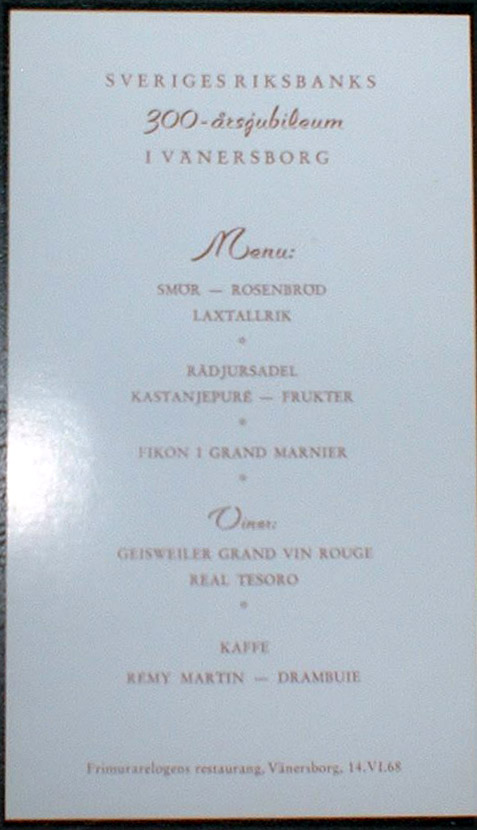 SVERIGES RIKSBANKS
300-årsjubileum
I VÄNERSBORG
Menu:
SMÖR — ROSENBRÖD
LAXTALLRIK
*
RÅDJURSADEL
KASTANJEPURÉ — FRUKTER
*
FIKON I GRAND MARNIER
*
Viner:
GEISWEILER GRAND VIN ROUGE
REAL TESORO
*
KAFFE
REMY MARTIN — DRAMBUIE
Frimurarelogens restaurang, Vänersborg, 14.VI.68